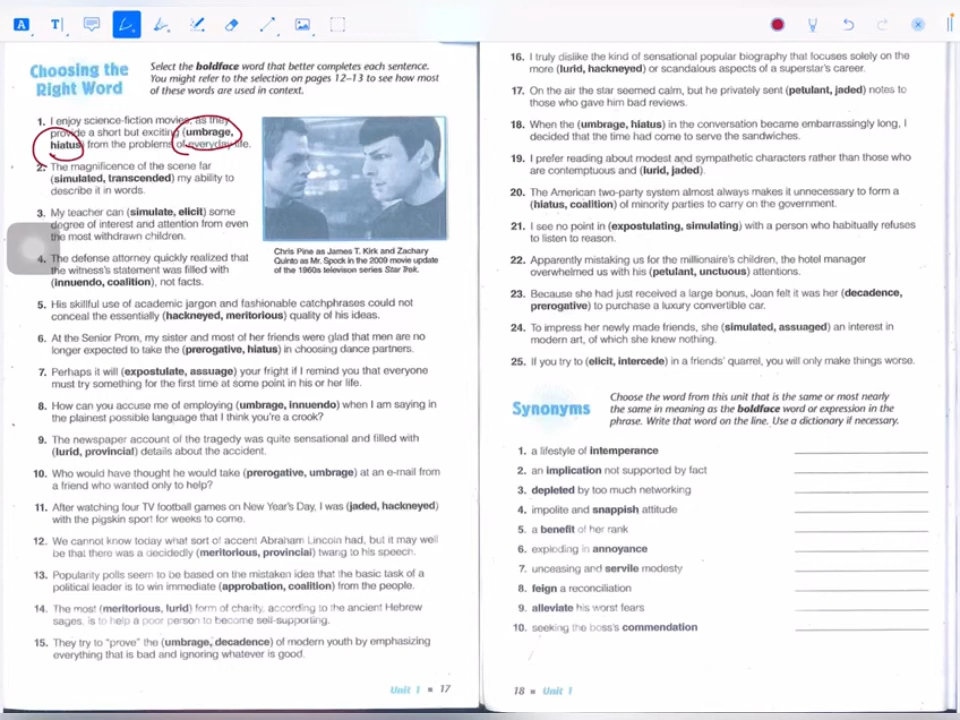 A
T
Choosing the
Right Word
Select the boldface word that better completes each sentence.
You might refer to the selection on pages 12–13 to see how most
of these words are used in context.
1. I enjoy science-fiction movies, as they
provide a short but exciting (umbrage,
hiatus) from the problems of everyday life.
2. The magnificence of the scene far
(simulated, transcended) my ability to
describe it in words.
3. My teacher can (simulate, elicit) some
degree of interest and attention from even
the most withdrawn children.
4. The defense attorney quickly realized that
the witness's statement was filled with
(innuendo, coalition), not facts.
Chris Pine as James T. Kirk and Zachary
Quinto as Mr. Spock in the 2009 movie update
of the 1960s televison series Star Trek.
5. His skillful use of academic jargon and fashionable catchphrases could not
conceal the essentially (hackneyed, meritorious) quality of his ideas.
6. At the Senior Prom, my sister and most of her friends were glad that men are no
longer expected to take the (prerogative, hiatus) in choosing dance partners.
7. Perhaps it will (expostulate, assuage) your fright if I remind you that everyone
must try something for the first time at some point in his or her life.
8. How can you accuse me of employing (umbrage, innuendo) when I am saying in
the plainest possible language that I think you're a crook?
9. The newspaper account of the tragedy was quite sensational and filled with
(lurid, provincial) details about the accident.
10. Who would have thought he would take (prerogative, umbrage) at an e-mail from
a friend who wanted only to help?
11. After watching four TV football games on New Year's Day, I was (jaded, hackneyed)
with the pigskin sport for weeks to come.
12. We cannot know today what sort of accent Abraham Lincoln had, but it may well
be that there was a decidedly (meritorious, provincial) twang to his speech.
13. Popularity polls seem to be based on the mistaken idea that the basic task of a
political leader is to win immediate (approbation, coalition) from the people.
14. The most (meritorious, lurid) form of charity, according to the ancient Hebrew
sages, is to help a poor person to become self-supporting.
15. They try to "prove" the (umbrage, decadence) of modern youth by emphasizing
everything that is bad and ignoring whatever is good.
Unit 1 ■ 17
16. I truly dislike the kind of sensational popular biography that focuses solely on the
more (lurid, hackneyed) or scandalous aspects of a superstar's career.
17. On the air the star seemed calm, but he privately sent (petulant, jaded) notes to
those who gave him bad reviews.
18. When the (umbrage, hiatus) in the conversation became embarrassingly long, I
decided that the time had come to serve the sandwiches.
19. I prefer reading about modest and sympathetic characters rather than those who
are contemptuous and (lurid, jaded).
20. The American two-party system almost always makes it unnecessary to form a
(hiatus, coalition) of minority parties to carry on the government.
21. I see no point in (expostulating, simulating) with a person who habitually refuses
to listen to reason.
22. Apparently mistaking us for the millionaire's children, the hotel manager
overwhelmed us with his (petulant, unctuous) attentions.
23. Because she had just received a large bonus, Joan felt it was her (decadence,
prerogative) to purchase a luxury convertible car.
24. To impress her newly made friends, she (simulated, assuaged) an interest in
modern art, of which she knew nothing.
25. If you try to (elicit, intercede) in a friends' quarrel, you will only make things worse.
Synonyms
Choose the word from this unit that is the same or most nearly
the same in meaning as the boldface word or expression in the
phrase. Write that word on the line. Use a dictionary if necessary.
1. a lifestyle of intemperance
2. an implication not supported by fact
3. depleted by too much networking
4. impolite and snappish attitude
5. a benefit of her rank
6. exploding in annoyance
7. unceasing and servile modesty
8. feign a reconciliation
9. alleviate his worst fears
10. seeking the boss's commendation
18 ■ Unit 1